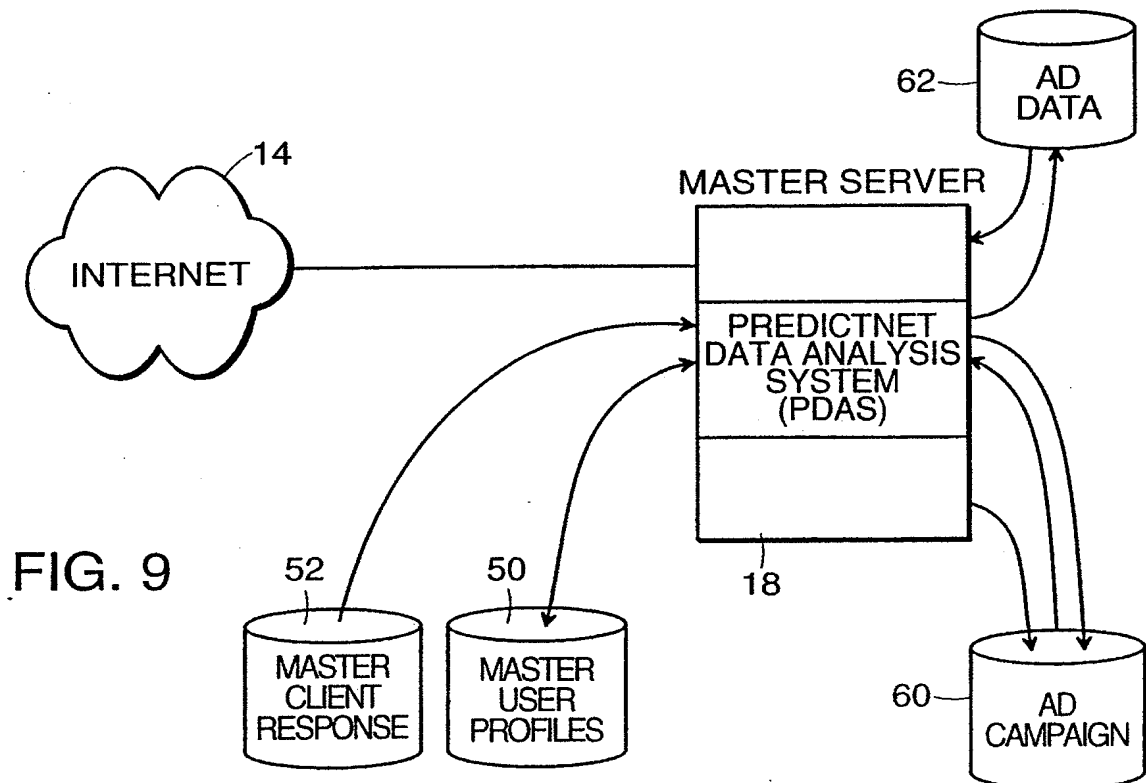 62
AD
DATA
14
MASTER SERVER
INTERNET
PREDICTNET
DATA ANALYSIS
SYSTEM
(PDAS)
FIG. 9
52
50
18
MASTER
CLIENT
RESPONSE
MASTER
USER
PROFILES
60
AD
CAMPAIGN